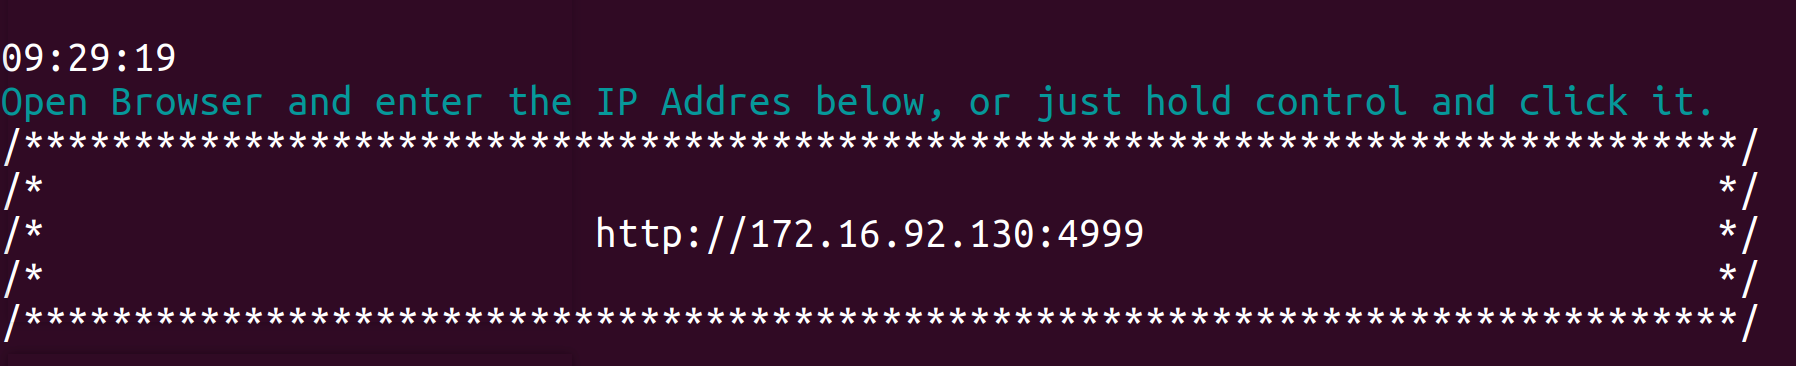 09:29:19
Open Browser and enter the IP Addres below, or just hold control and click it.
/******************************************************************************/
/*                                                                            */
/*                         http://172.16.92.130:4999                          */
/*                                                                            */
/******************************************************************************/